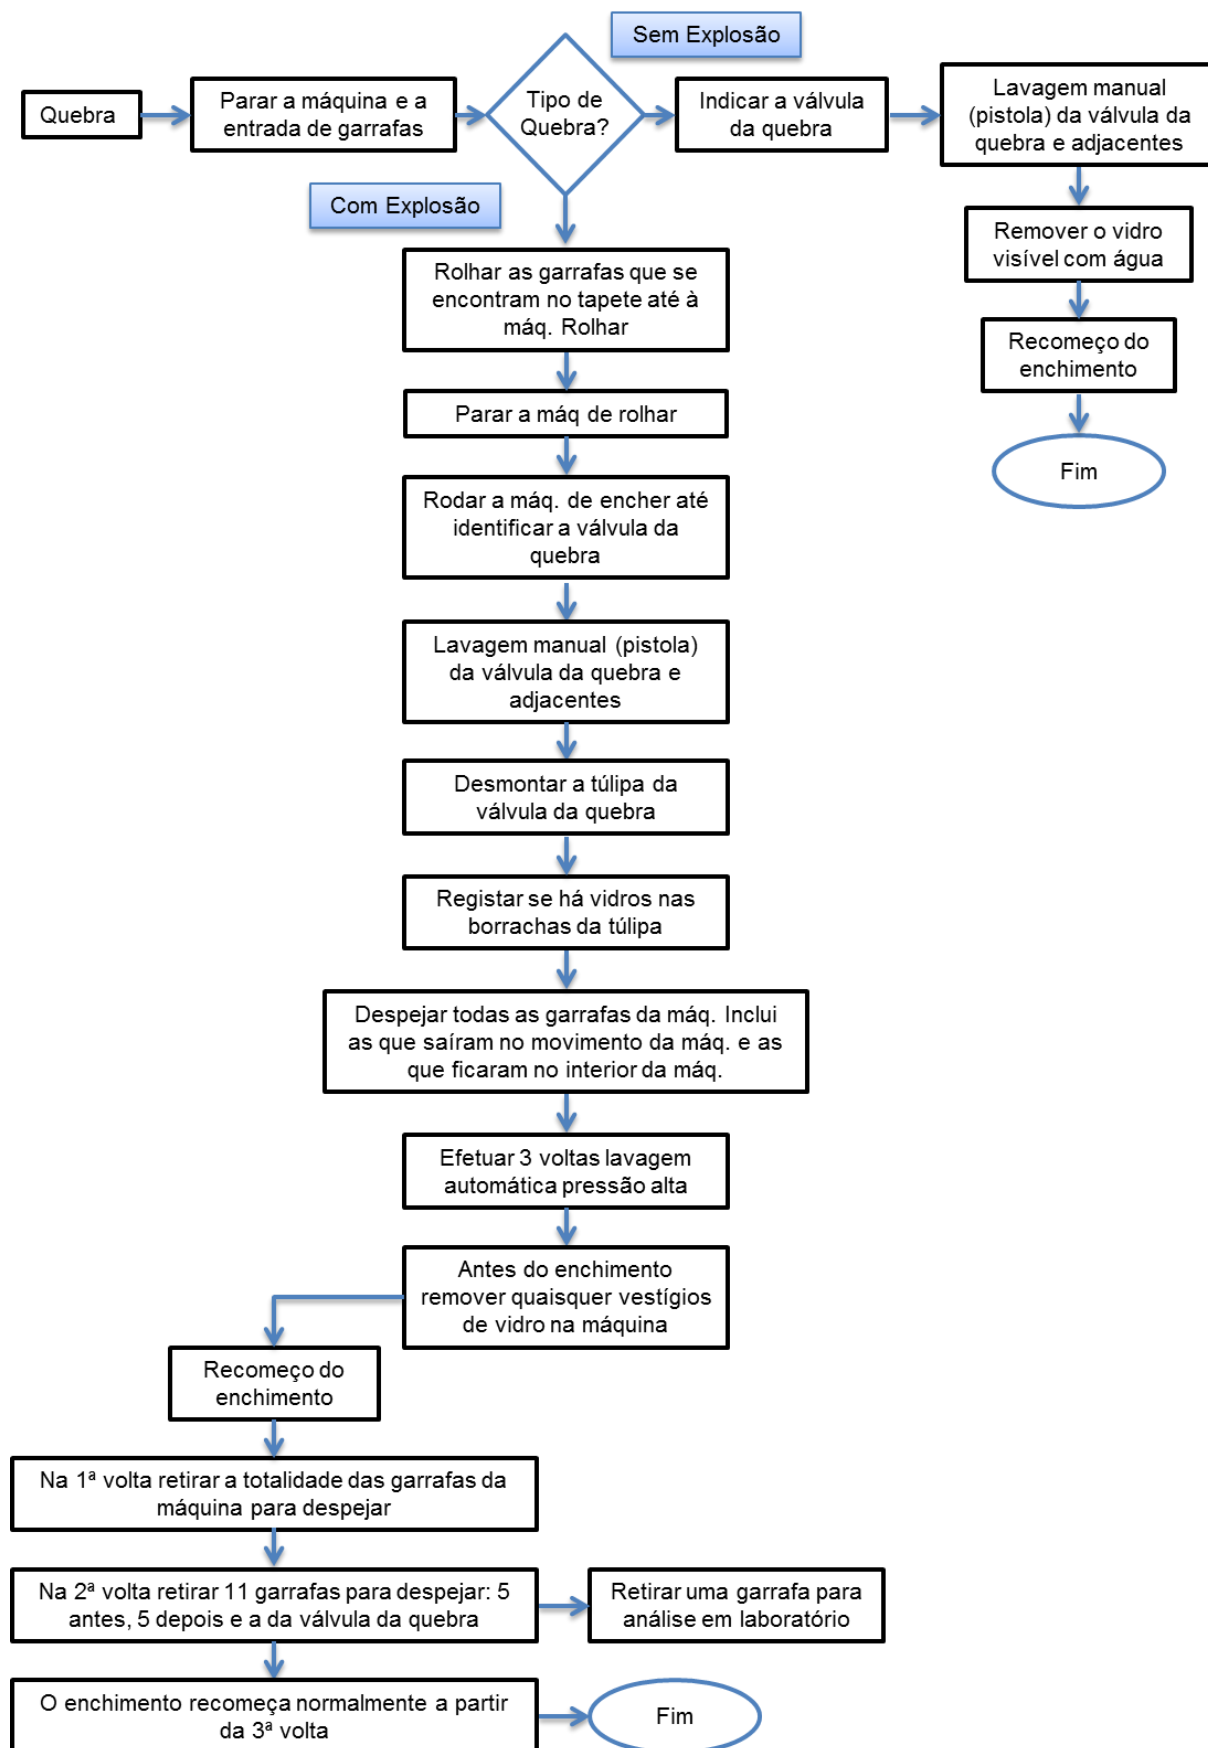 Sem Explosão
Quebra
Parar a máquina e a
entrada de garrafas
Tipo de
Quebra?
Indicar a válvula
da quebra
Lavagem manual
(pistola) da válvula da
quebra e adjacentes
Remover o vidro
visível com água
Recomeço do
enchimento
Fim
Com Explosão
Rolhar as garrafas que se
encontram no tapete até à
máq. Rolhar
Parar a máq de rolhar
Rodar a máq. de encher até
identificar a válvula da
quebra
Lavagem manual (pistola)
da válvula da quebra e
adjacentes
Desmontar a túlipa da
válvula da quebra
Registar se há vidros nas
borrachas da túlipa
Despejar todas as garrafas da máq. Inclui
as que saíram no movimento da máq. e as
que ficaram no interior da máq.
Efetuar 3 voltas lavagem
automática pressão alta
Antes do enchimento
remover quaisquer vestígios
de vidro na máquina
Recomeço do
enchimento
Na 1ª volta retirar a totalidade das garrafas da
máquina para despejar
Na 2ª volta retirar 11 garrafas para despejar: 5
antes, 5 depois e a da válvula da quebra
Retirar uma garrafa para
análise em laboratório
O enchimento recomeça normalmente a partir
da 3ª volta
Fim